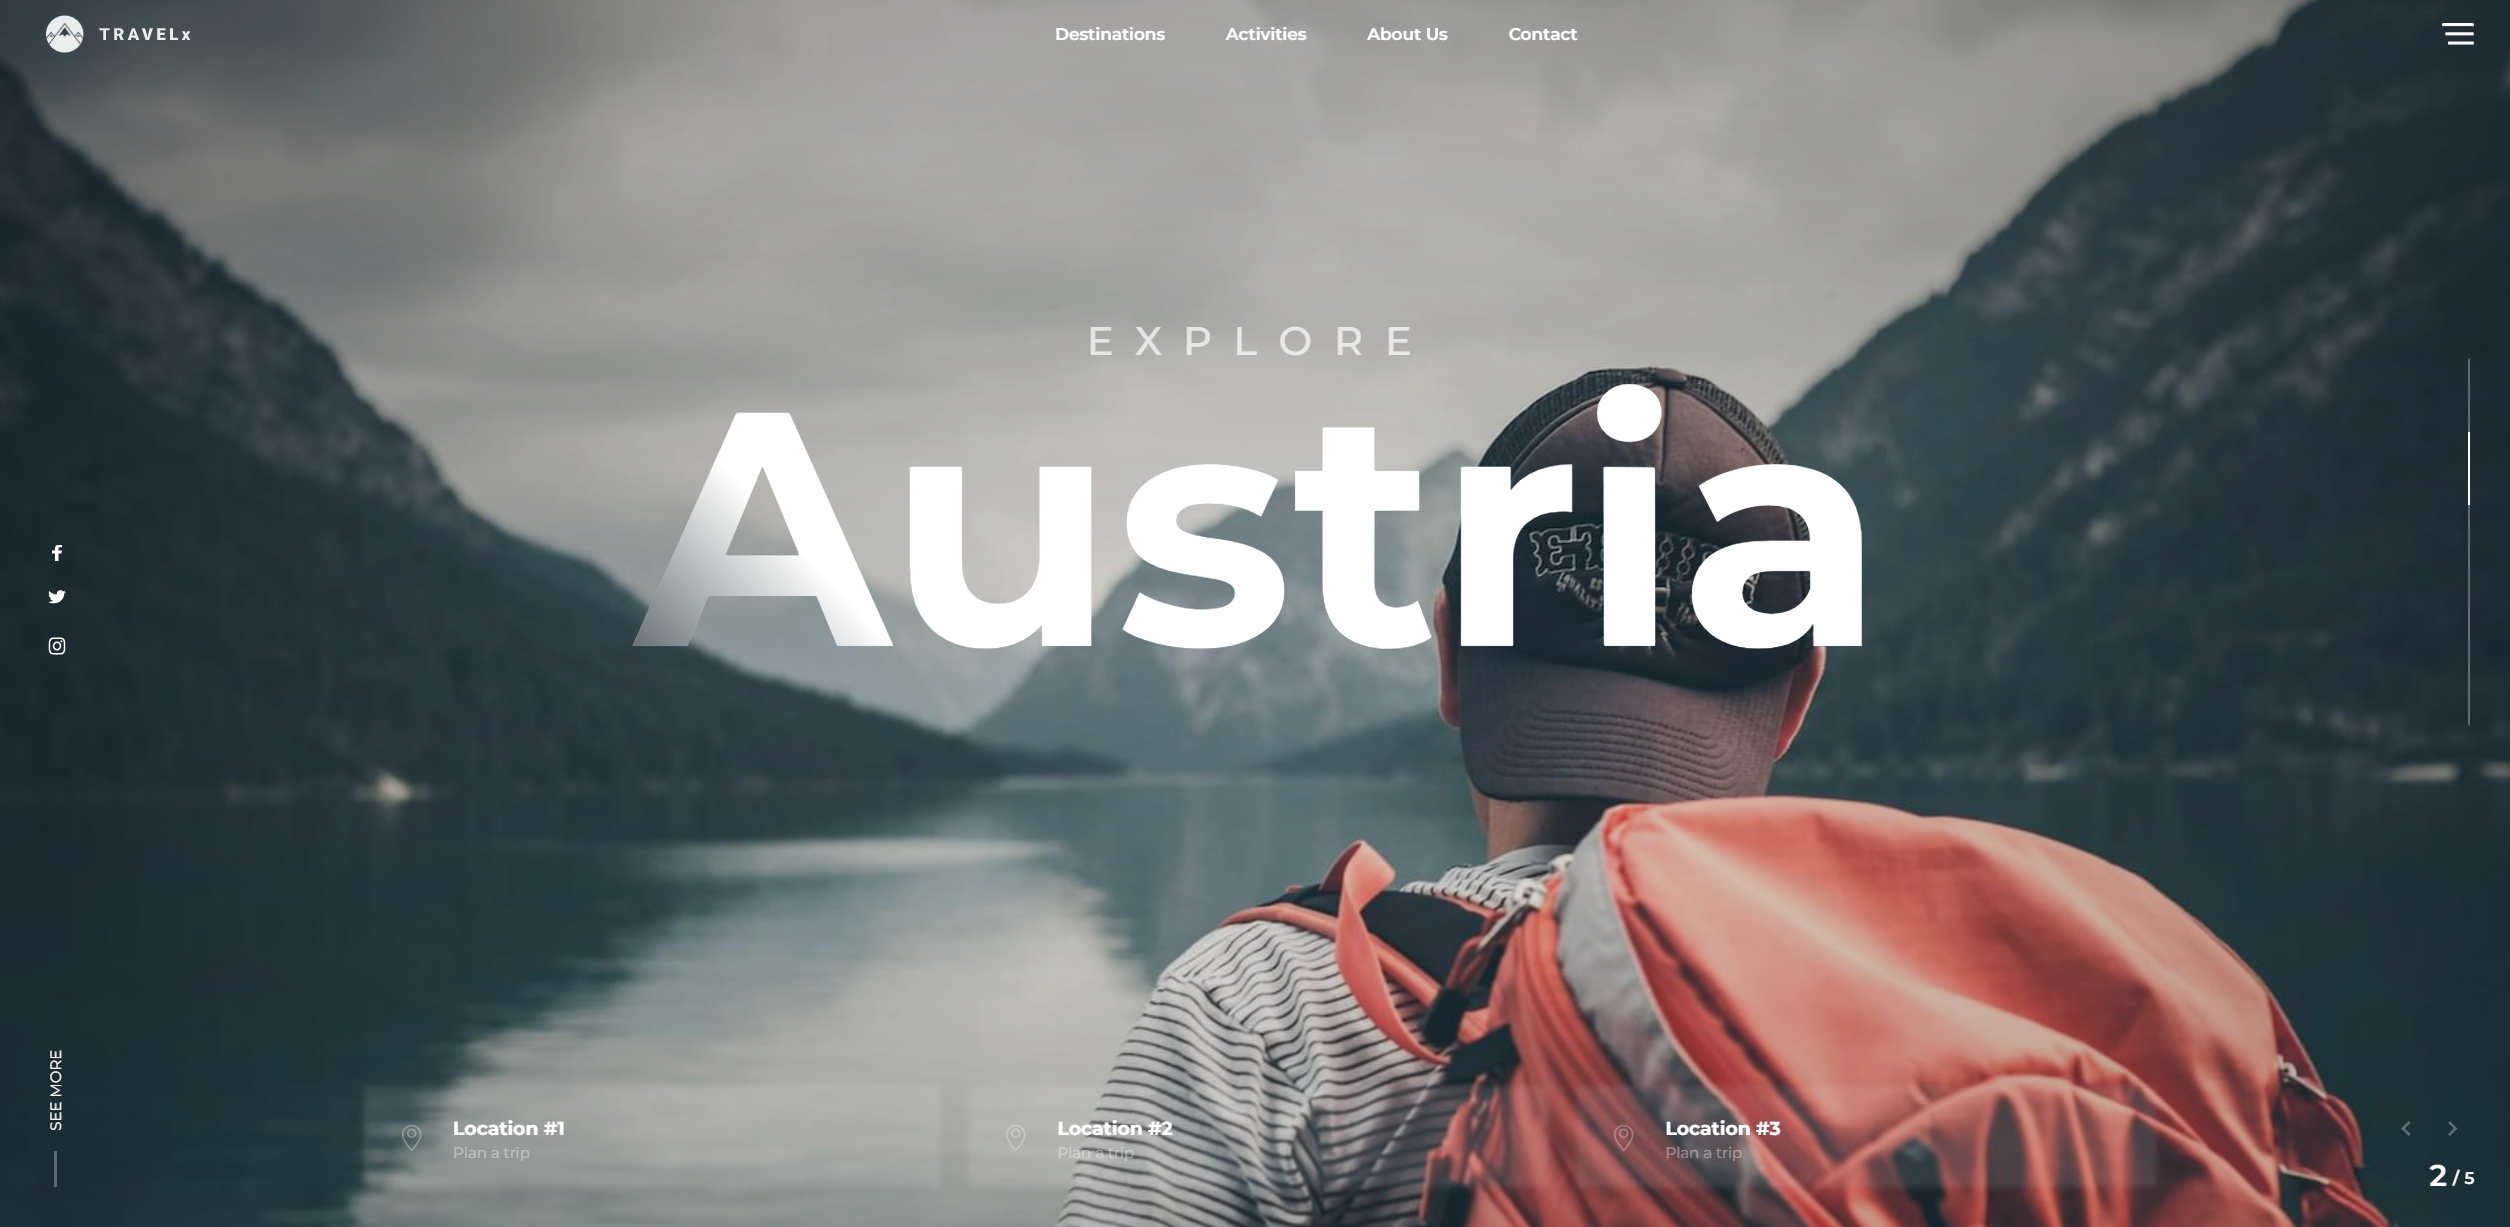 TRAVELx
Destinations
Activities
About Us
Contact
EXPLORE
Austria
SEE MORE
Location #1
Plan a trip
Location #2
Plan a trip
Location #3
Plan a trip
2 / 5